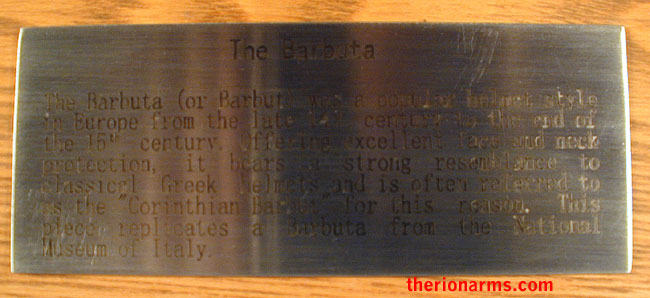 The Barbuta
The Barbuta (or Barbut) was a popular helmet style
in Europe from the late 14th century to the end of
the 15th century. Offering excellent face and neck
protection, it bears a strong resemblance to
classical Greek helmets and is often referred to
as the "Corinthian Barbut" for this reason. This
piece replicates a Barbuta from the National
Museum of Italy.
therionarms.com